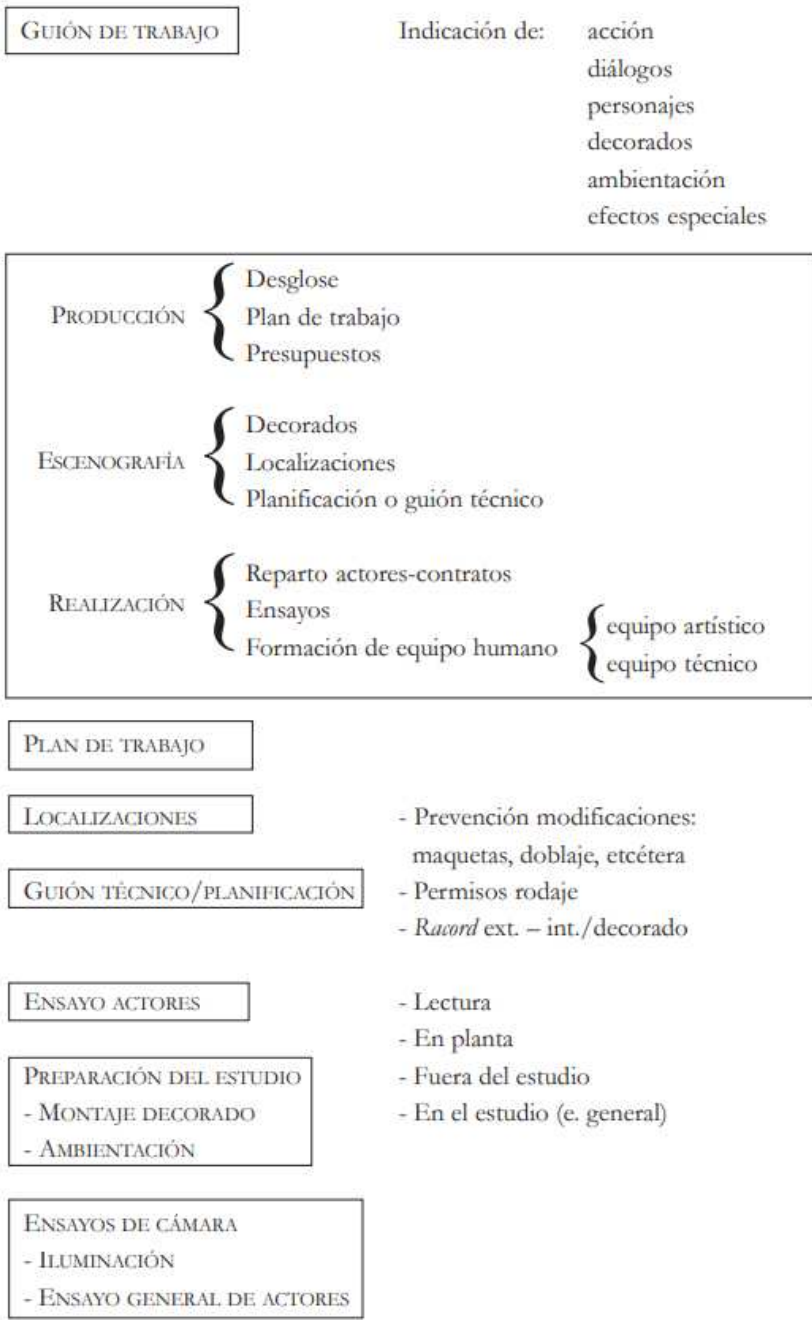 GUIÓN DE TRABAJO
Indicación de: acción
diálogos
personajes
decorados
ambientación
efectos especiales
PRODUCCIÓN
Desglose
Plan de trabajo
Presupuestos
ESCENOGRAFÍA
Decorados
Localizaciones
Planificación o guión técnico
REALIZACIÓN
Reparto actores-contratos
Ensayos
Formación de equipo humano
equipo artístico
equipo técnico
PLAN DE TRABAJO
LOCALIZACIONES
- Prevención modificaciones:
maquetas, doblaje, etcétera
GUIÓN TÉCNICO/PLANIFICACIÓN
- Permisos rodaje
- Racord ext. – int./decorado
ENSAYO ACTORES
- Lectura
- En planta
PREPARACIÓN DEL ESTUDIO
- Fuera del estudio
- MONTAJE DECORADO
- En el estudio (e. general)
- AMBIENTACIÓN
ENSAYOS DE CÁMARA
- ILUMINACIÓN
- ENSAYO GENERAL DE ACTORES